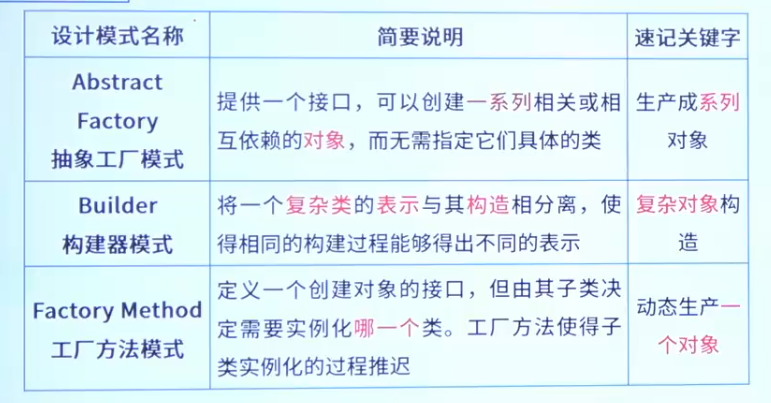 设计模式名称
简要说明
速记关键字
Abstract
Factory
抽象工厂模式
提供一个接口，可以创建一系列相关或相
互依赖的对象，而无需指定它们具体的类
生产成系列
对象
Builder
构建器模式
将一个复杂类的表示与其构造相分离，使
得相同的构建过程能够得出不同的表示
复杂对象构
造
Factory Method
工厂方法模式
定义一个创建对象的接口，但由其子类决
定需要实例化哪一个类。工厂方法使得子
类实例化的过程推迟
动态生产一
个对象